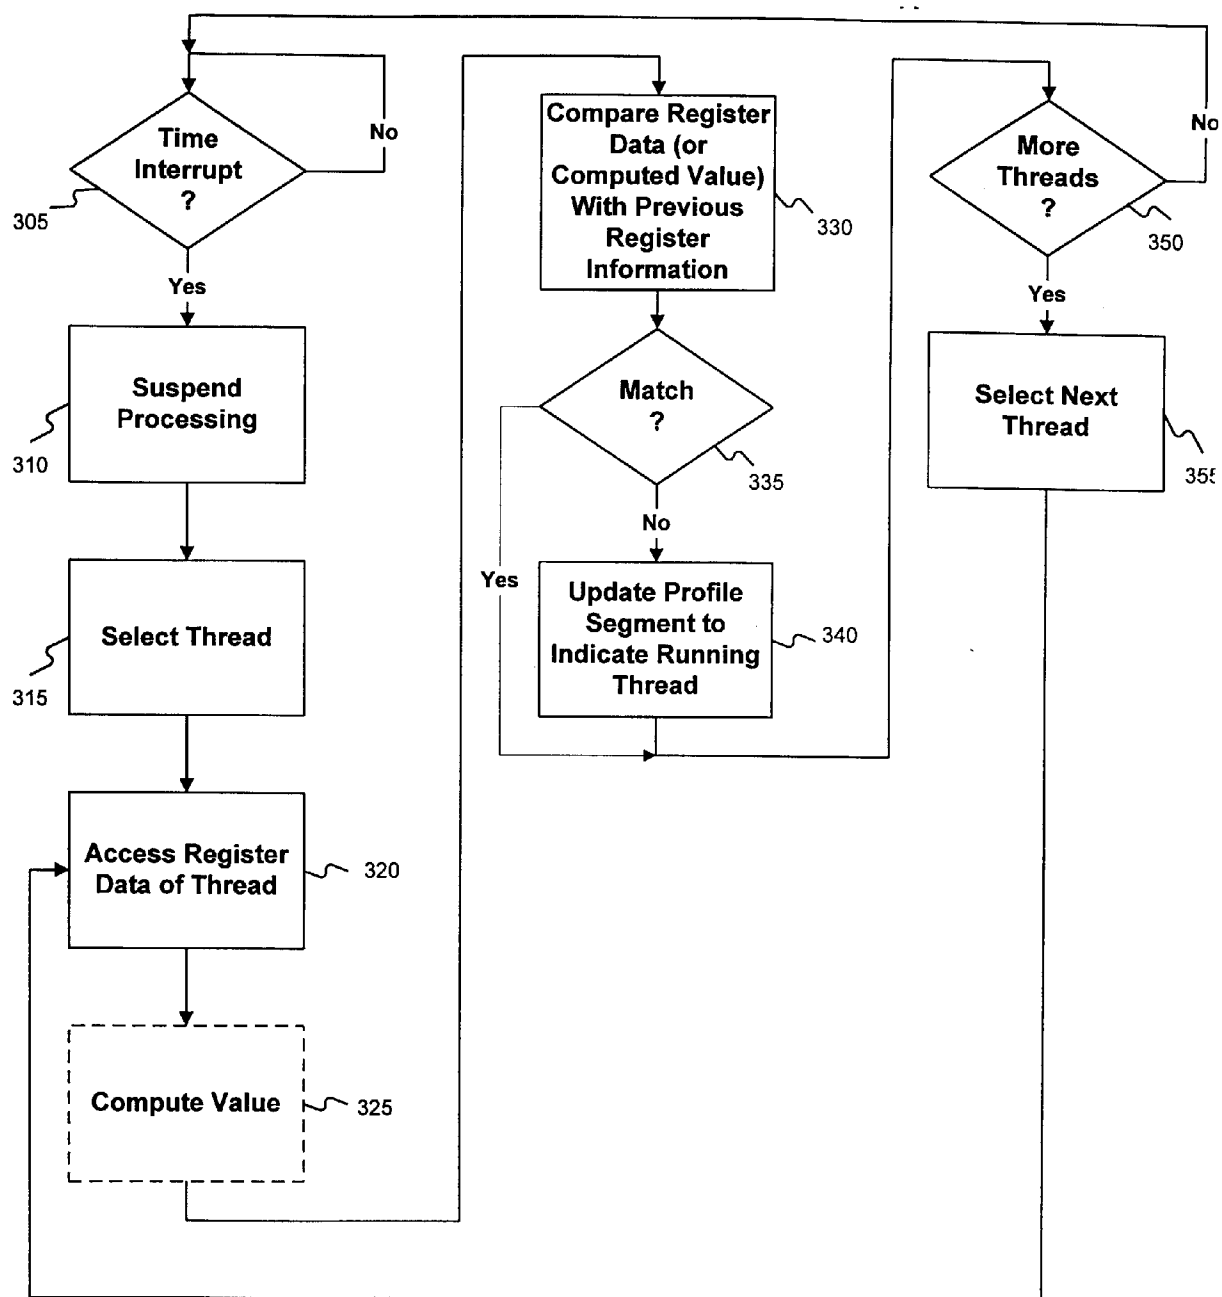 Time
Interrupt
?
No
305
Yes
Suspend
Processing
310
Select Thread
315
Access Register
Data of Thread
320
Compute Value
325
Compare Register
Data (or
Computed Value)
With Previous
Register
Information
330
Match
?
335
No
Yes
Update Profile
Segment to
Indicate Running
Thread
340
More
Threads
?
No
350
Yes
Select Next
Thread
355